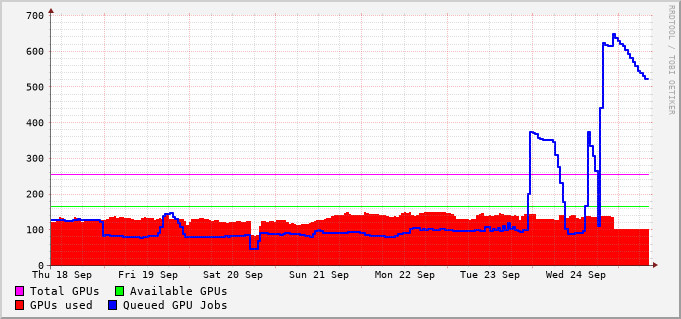 700
600
500
400
300
200
100
0
Thu 18 Sep Fri 19 Sep Sat 20 Sep Sun 21 Sep Mon 22 Sep Tue 23 Sep Wed 24 Sep
Total GPUs Available GPUs
GPUs used Queued GPU Jobs
RRDTOOL / TOBI OETIKER